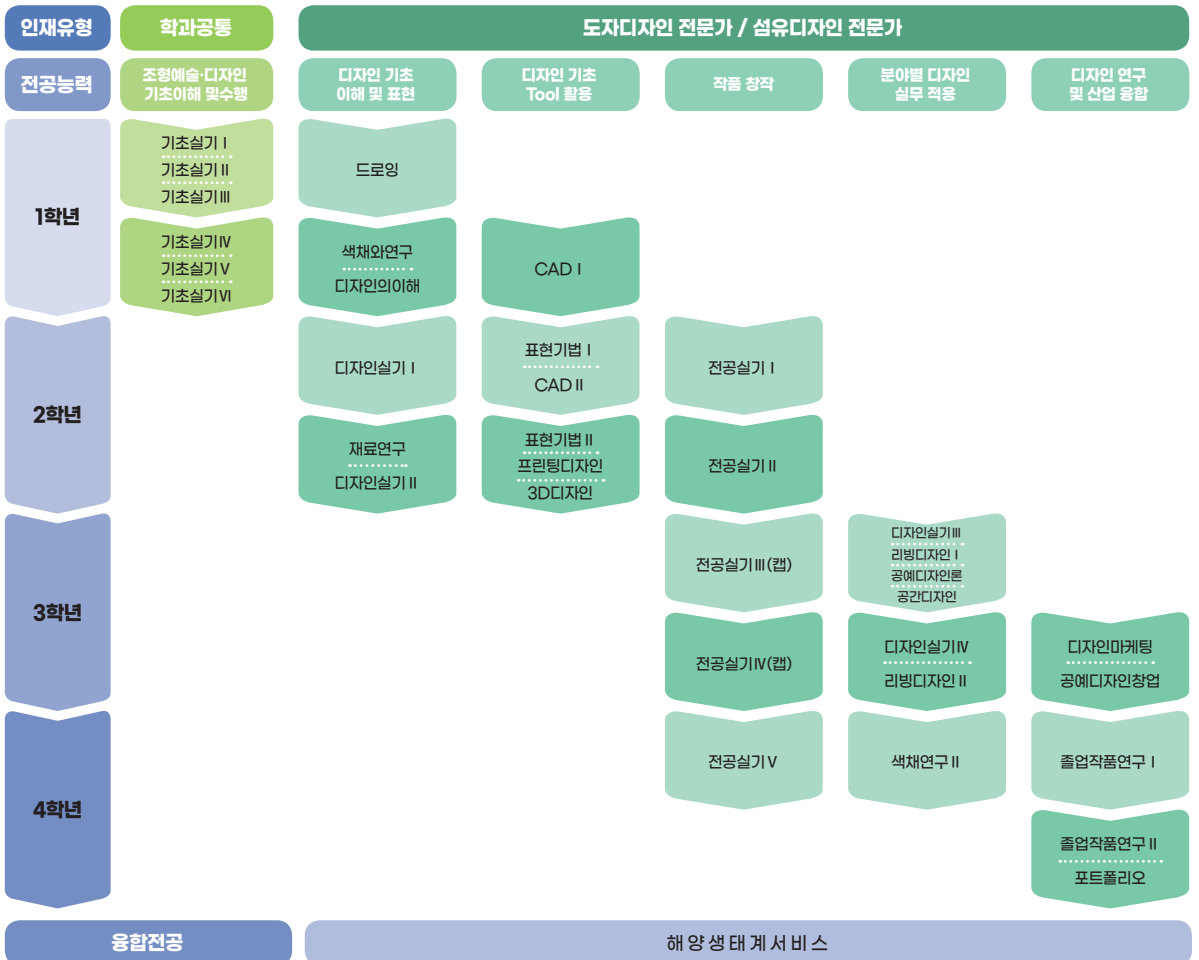 인재유형
학과공통
도자디자인 전문가 / 섬유디자인 전문가
전공능력
조형예술·디자인
기초이해 및수행
디자인 기초
이해 및 표현
디자인 기초
Tool 활용
작품 창작
분야별 디자인
실무 적용
디자인 연구
및 산업 융합
1학년
기초실기 Ⅰ
기초실기 Ⅱ
기초실기 Ⅲ
드로잉
기초실기 Ⅳ
기초실기 Ⅴ
기초실기 Ⅵ
색채와연구
디자인의이해
CAD Ⅰ
2학년
디자인실기 Ⅰ
표현기법 Ⅰ
CAD Ⅱ
전공실기 Ⅰ
재료연구
디자인실기 Ⅱ
표현기법 Ⅱ
프린팅디자인
3D디자인
전공실기 Ⅱ
3학년
전공실기 Ⅲ (캡)
디자인실기 Ⅲ
리빙디자인 Ⅰ
공예디자인론
공간디자인
전공실기 Ⅳ (캡)
디자인실기 Ⅳ
리빙디자인 Ⅱ
디자인마케팅
공예디자인창업
4학년
전공실기 Ⅴ
색채연구 Ⅱ
졸업작품연구 Ⅰ
졸업작품연구 Ⅱ
포트폴리오
융합전공
해양생태계서비스